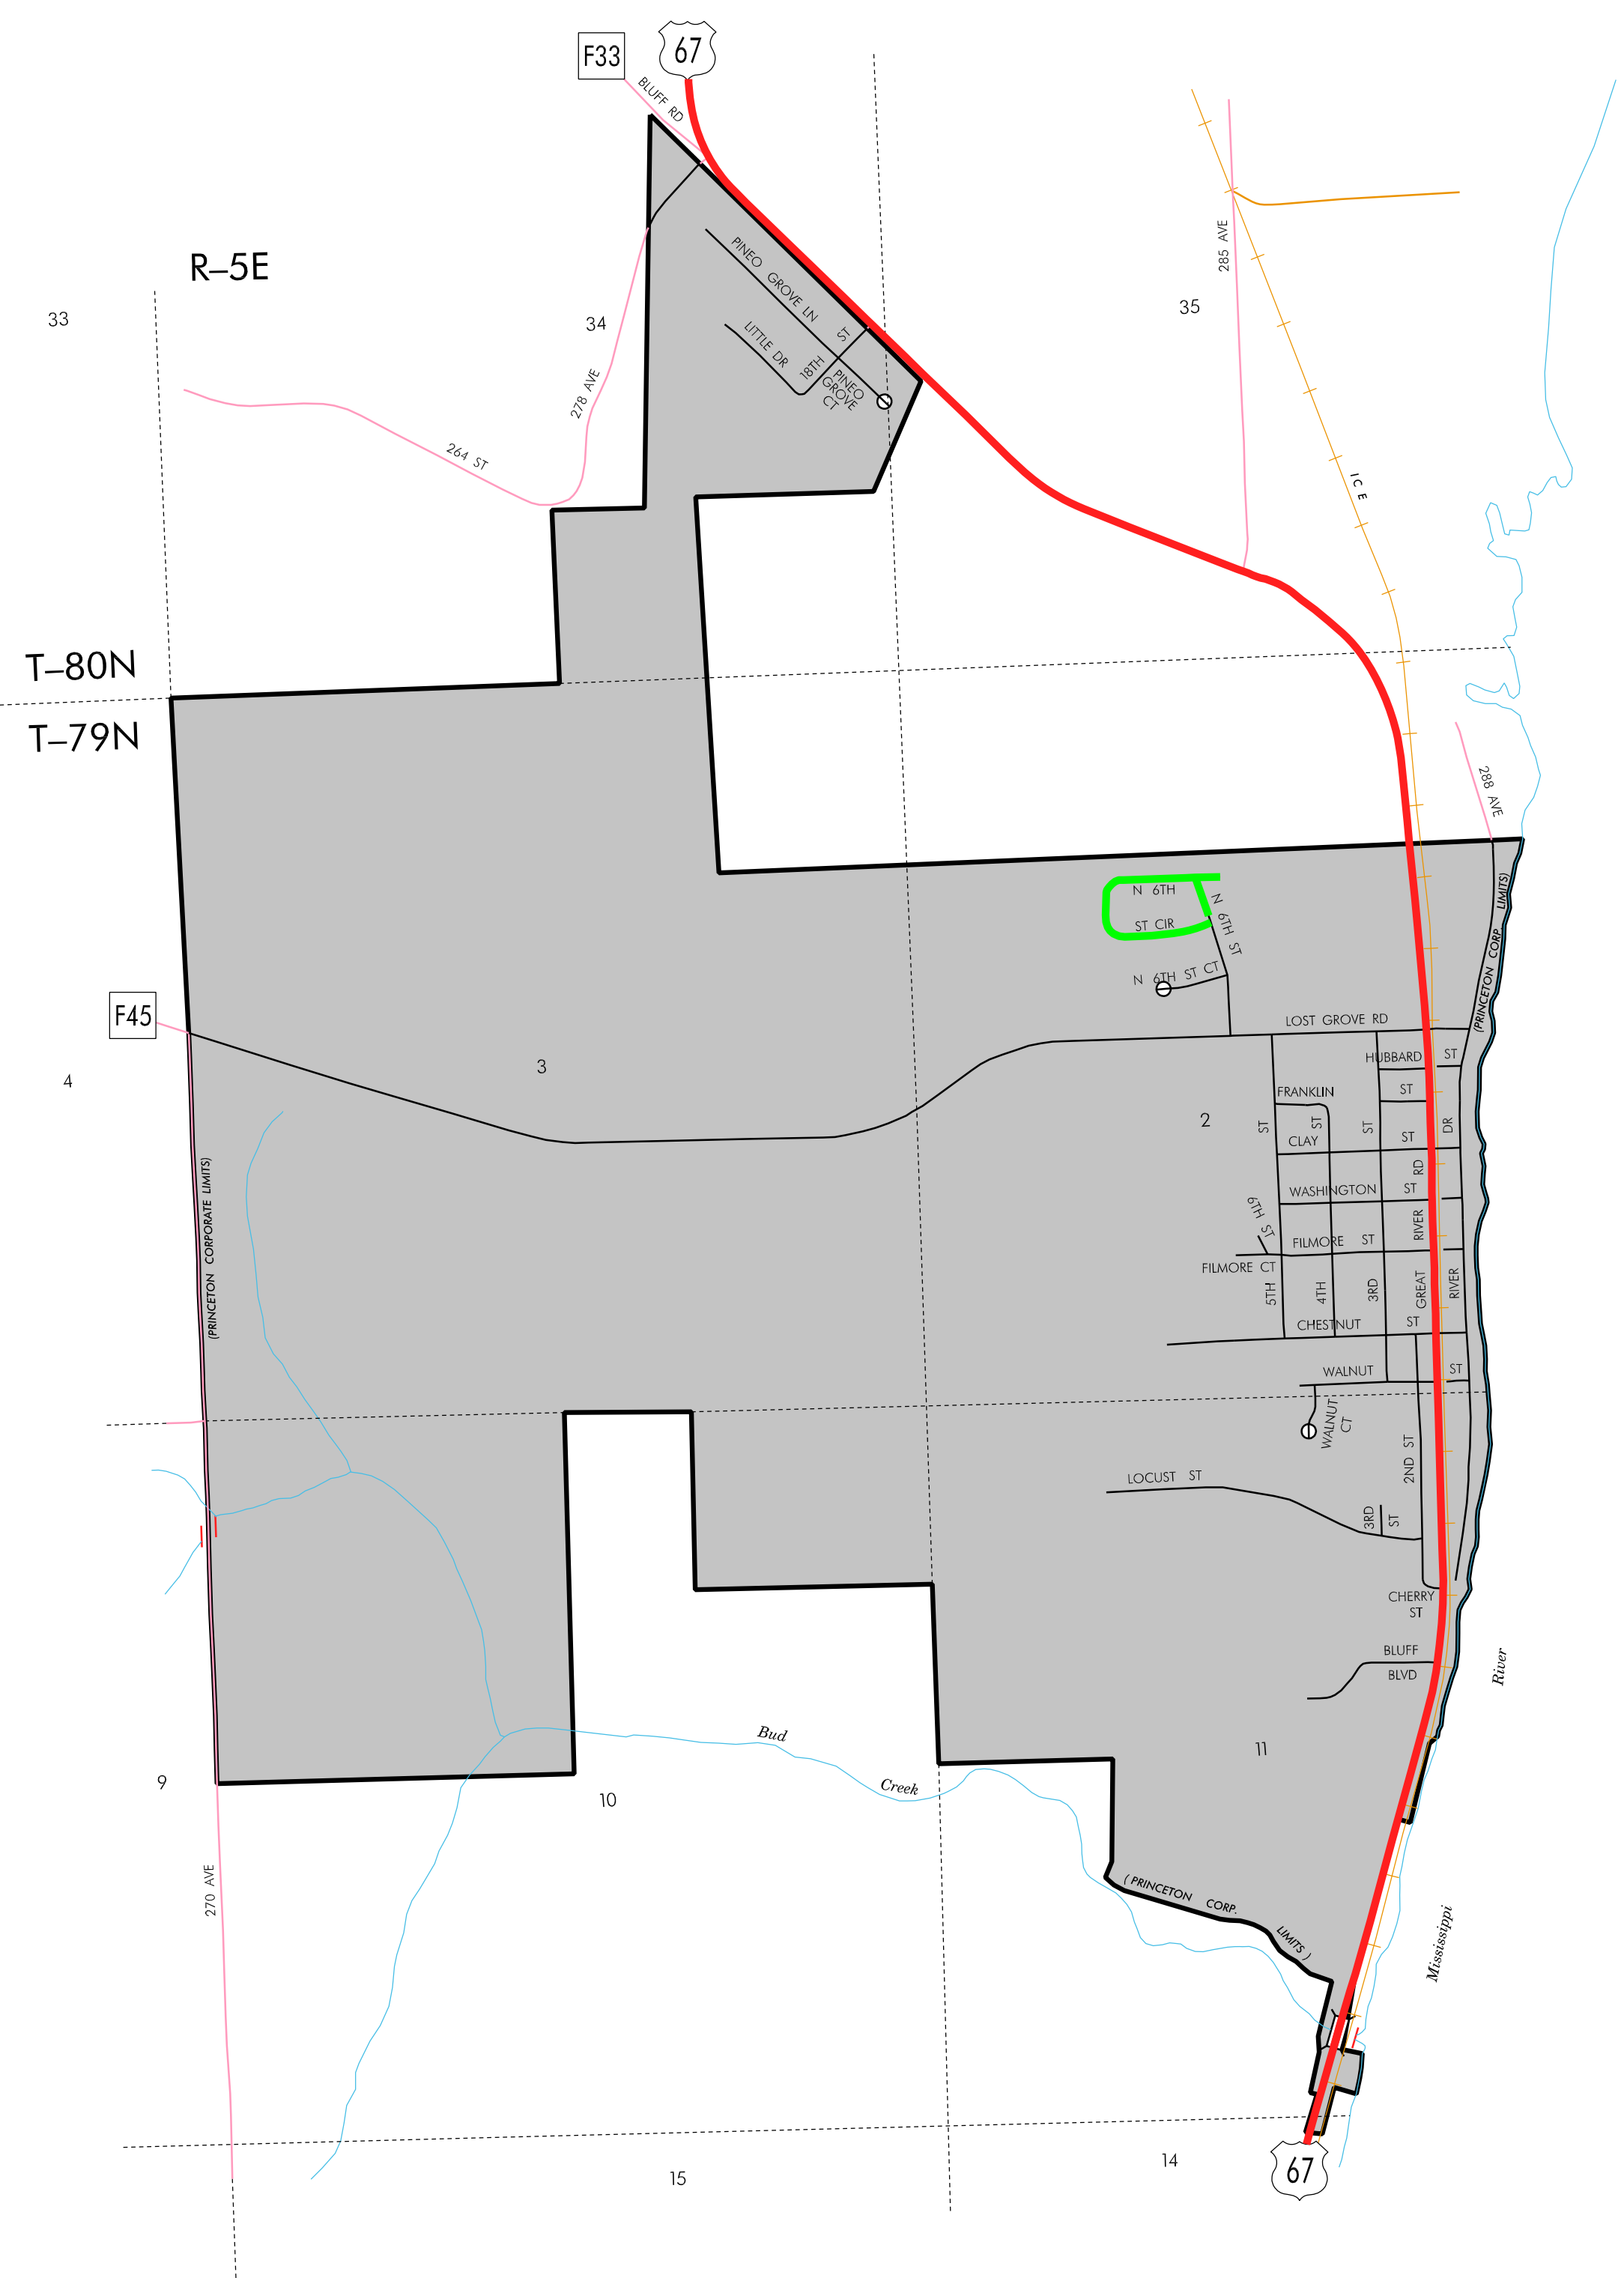 F33
67
BLUFF RD
R–5E
33
34
35
285 AVE
PINEO GROVE LN
ST
LITTLE DR
18TH
PINEO
GROVE
CT
278 AVE
264 ST
ICE
T–80N
T–79N
288 AVE
N 6TH
ST CIR
N 6TH ST
N 6TH ST CT
(PRINCETON CORP. LIMITS)
F45
LOST GROVE RD
HUBBARD ST
3
4
FRANKLIN
ST
2
ST
ST
ST
DR
CLAY
ST
RD
WASHINGTON ST
6TH ST
RIVER
FILMORE ST
FILMORE CT
5TH
4TH
3RD
GREAT
RIVER
CHESTNUT ST
(PRINCETON CORPORATE LIMITS)
WALNUT ST
WALNUT
CT
2ND ST
LOCUST ST
3RD
ST
CHERRY
ST
BLUFF
BLVD
River
Bud
Creek
11
9
10
270 AVE
( PRINCETON CORP.
LIMITS )
Mississippi
14
15
67